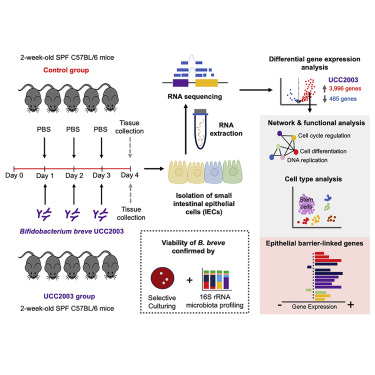 2-week-old SPF C57BL/6 mice
Control group
PBS PBS PBS
Tissue
collection
Day 0 Day 1 Day 2 Day 3 Day 4
Tissue
collection
Bifidobacterium breve UCC2003
UCC2003 group
2-week-old SPF C57BL/6 mice
RNA sequencing
RNA
extraction
Isolation of small
intestinal epithelial
cells (IECs)
Viability of B. breve
confirmed by
Selective
Culturing
+
16S rRNA
microbiota profiling
Differential gene expression
analysis
UCC2003
3,996 genes
465 genes
Network & functional analysis
Cell cycle regulation
Cell differentiation
DNA replication
Cell type analysis
Stem
cells
Epithelial barrier-linked genes
- Gene Expression +